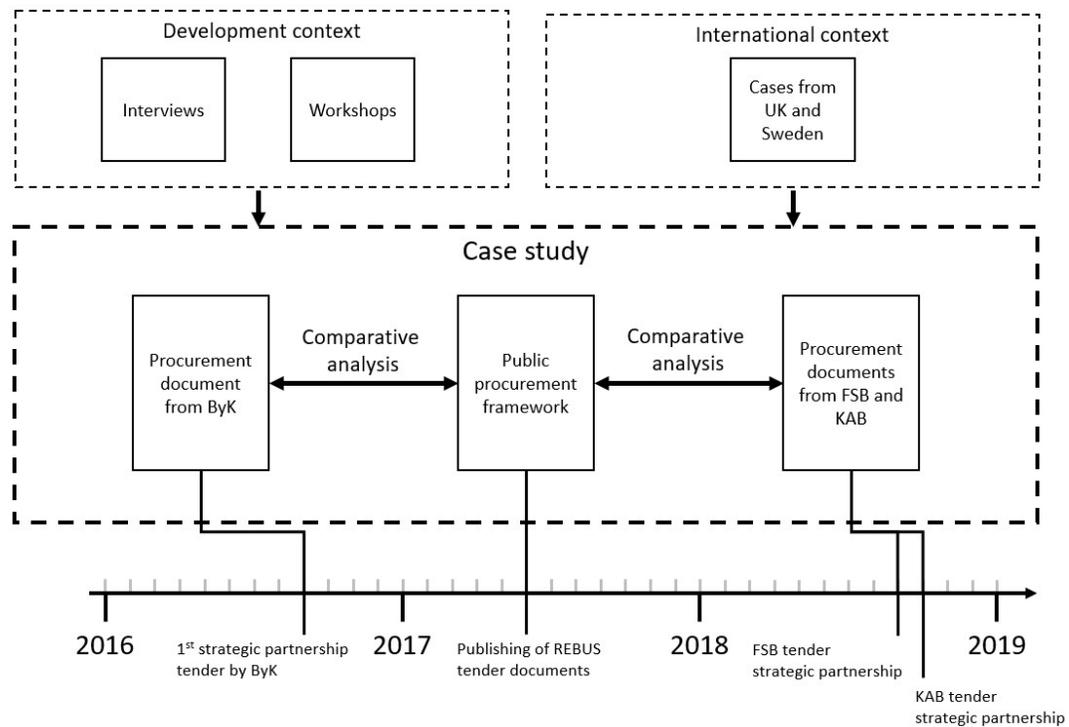 Development context
International context
Interviews
Workshops
Cases from
UK and
Sweden
Case study
Procurement
document
from ByK
Comparative
analysis
Public
procurement
framework
Comparative
analysis
Procurement
documents
from FSB and
KAB
2016
2017
2018
2019
1st strategic partnership
tender by ByK
Publishing of REBUS
tender documents
FSB tender
strategic partnership
KAB tender
strategic partnership